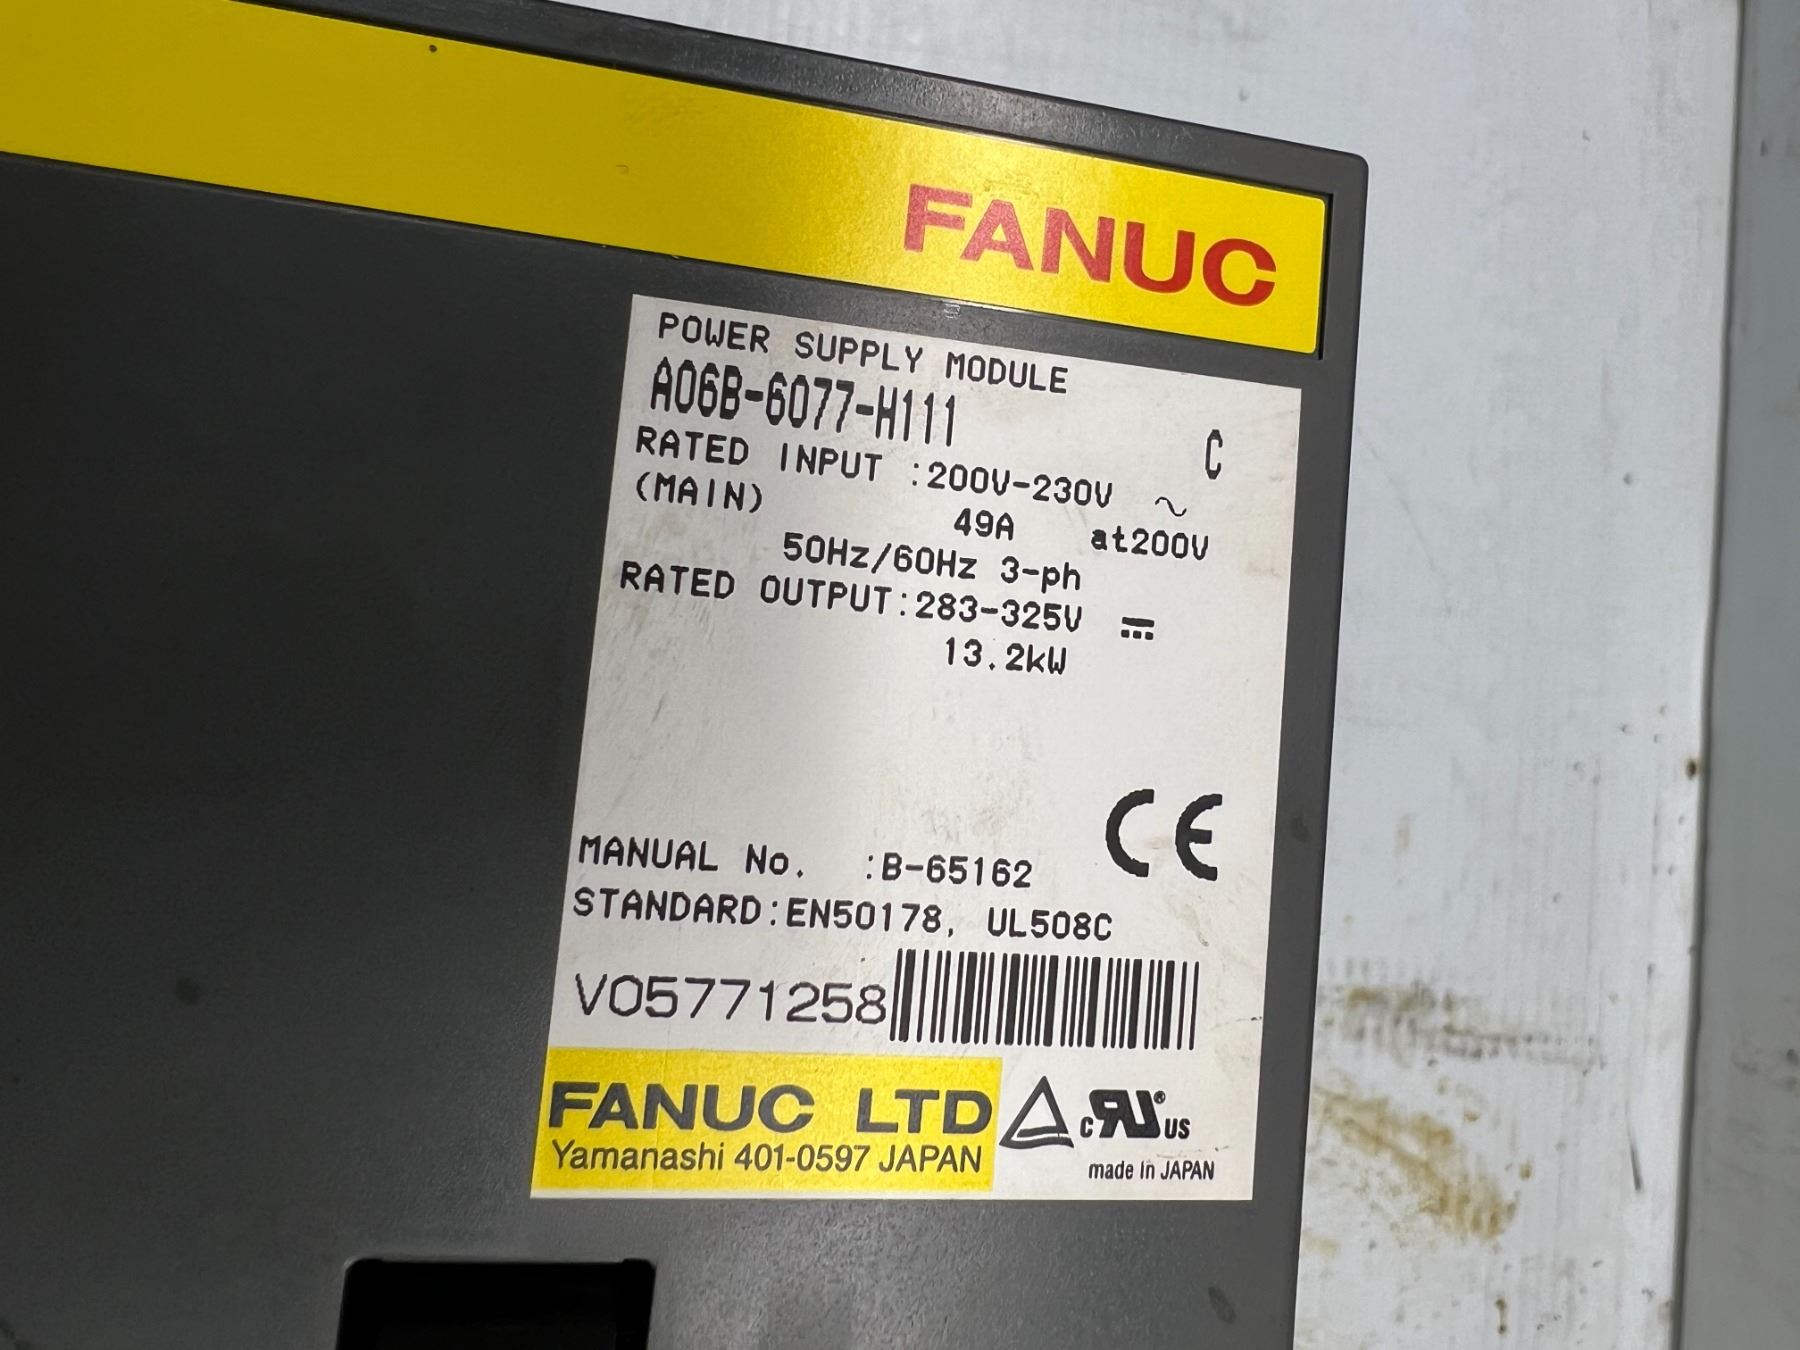 FANUC
POWER SUPPLY MODULE
A06B-6077-H111 C
RATED INPUT :200V-230V ~
(MAIN) 49A at200V
50Hz/60Hz 3-ph
RATED OUTPUT:283-325V ⎓
13.2kW
CE
MANUAL No. :B-65162
STANDARD:EN50178, UL508C
V05771258
FANUC LTD
Yamanashi 401-0597 JAPAN
c RU ® US
made in JAPAN